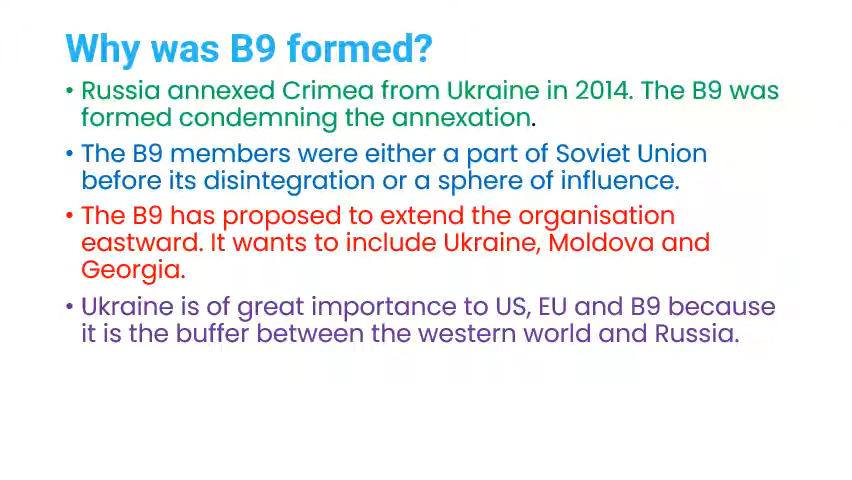 Why was B9 formed?
• Russia annexed Crimea from Ukraine in 2014. The B9 was
formed condemning the annexation.
• The B9 members were either a part of Soviet Union
before its disintegration or a sphere of influence.
• The B9 has proposed to extend the organisation
eastward. It wants to include Ukraine, Moldova and
Georgia.
• Ukraine is of great importance to US, EU and B9 because
it is the buffer between the western world and Russia.